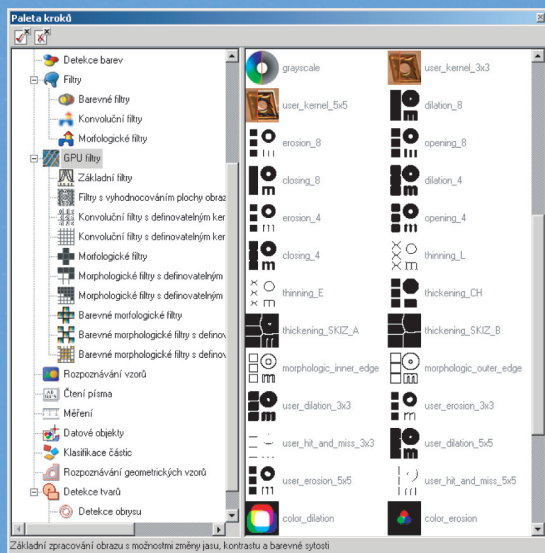 Paleta kroků
Detekce barev
Filtry
Barevné filtry
Konvoluční filtry
Morfologické filtry
GPU filtry
Základní filtry
Filtry s vyhodnocováním plochy obraz
Konvoluční filtry s definovatelným ker
Konvoluční filtry s definovatelným ker
Morfologické filtry
Morphologické filtry s definovatelným
Morphologické filtry s definovatelným
Barevné morfologické filtry
Barevné morphologické filtry s definov
Barevné morphologické filtry s definov
Rozpoznávání vzorů
Čtení písma
Měření
Datové objekty
Klasifikace částic
Rozpoznávání geometrických vzorů
Detekce tvarů
Detekce obrysu
grayscale
user_kernel_3x3
user_kernel_5x5
dilation_8
erosion_8
opening_8
closing_8
dilation_4
erosion_4
opening_4
closing_4
thinning_L
thinning_E
thickening_CH
thickening_SKIZ_A
thickening_SKIZ_B
morphologic_inner_edge
morphologic_outer_edge
user_dilation_3x3
user_erosion_3x3
user_hit_and_miss_3x3
user_dilation_5x5
user_erosion_5x5
user_hit_and_miss_5x5
color_dilation
color_erosion
Základní zpracování obrazu s možnostmi změny jasu, kontrastu a barevné sytosti